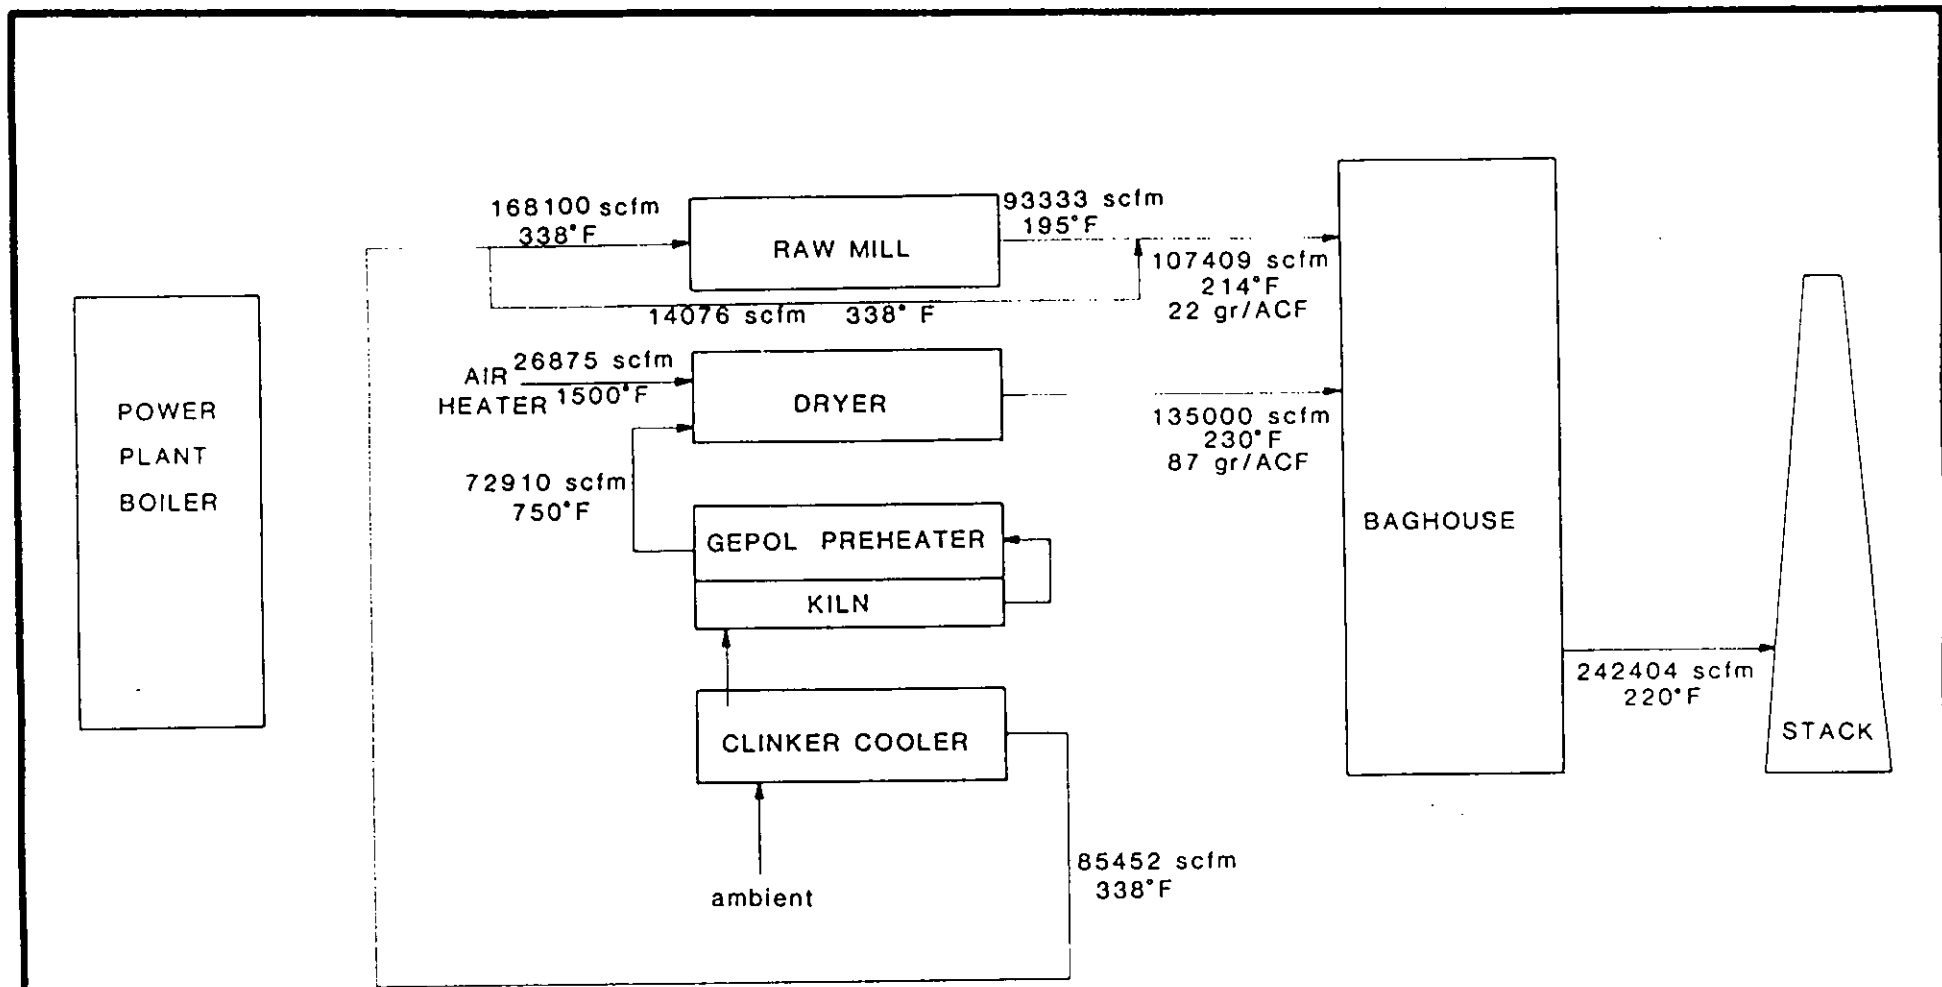 168100 scfm
338°F
RAW MILL
93333 scfm
195°F
107409 scfm
214°F
22 gr/ACF
14076 scfm 338°F
AIR
HEATER
26875 scfm
1500°F
DRYER
135000 scfm
230°F
87 gr/ACF
POWER
PLANT
BOILER
72910 scfm
750°F
GEPOL PREHEATER
KILN
BAGHOUSE
242404 scfm
220°F
STACK
CLINKER COOLER
85452 scfm
338°F
ambient